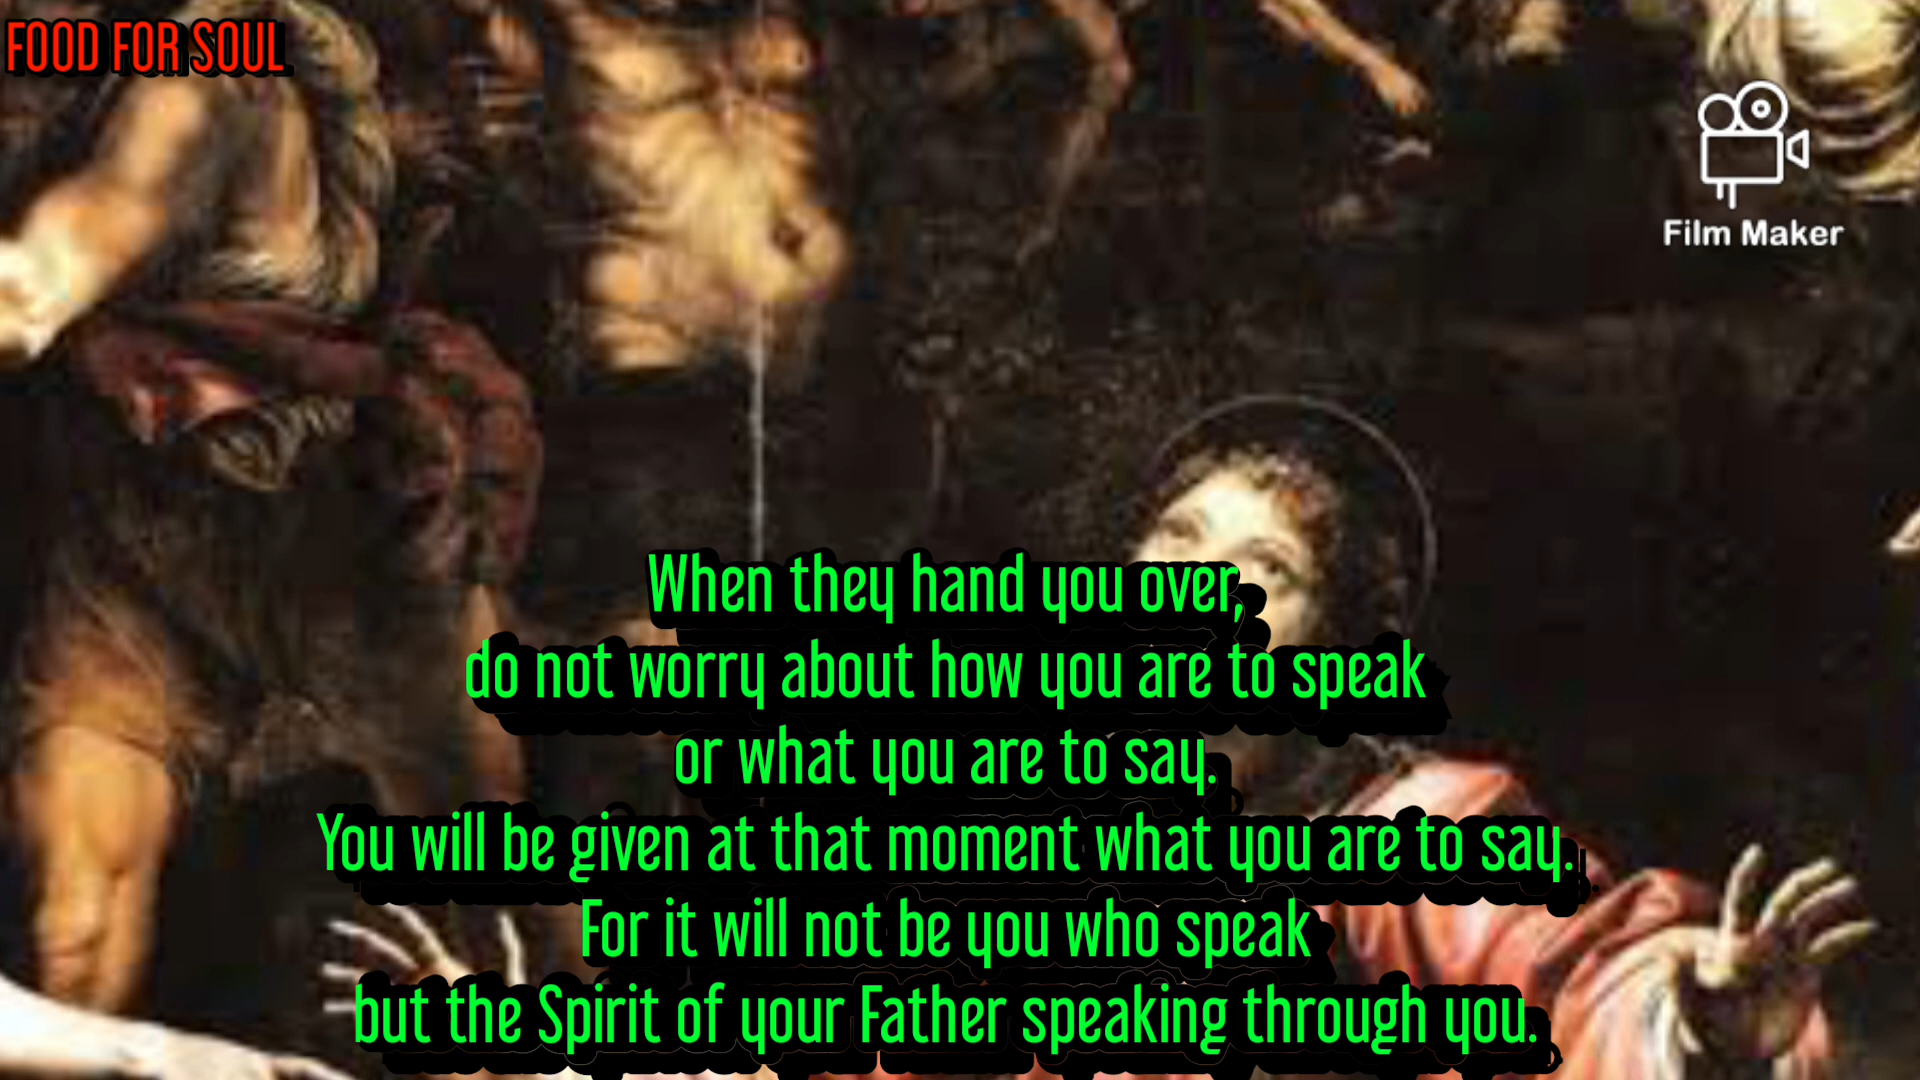 FOOD FOR SOUL
Film Maker
When they hand you over,
do not worry about how you are to speak
or what you are to say.
You will be given at that moment what you are to say.
For it will not be you who speak
but the Spirit of your Father speaking through you.